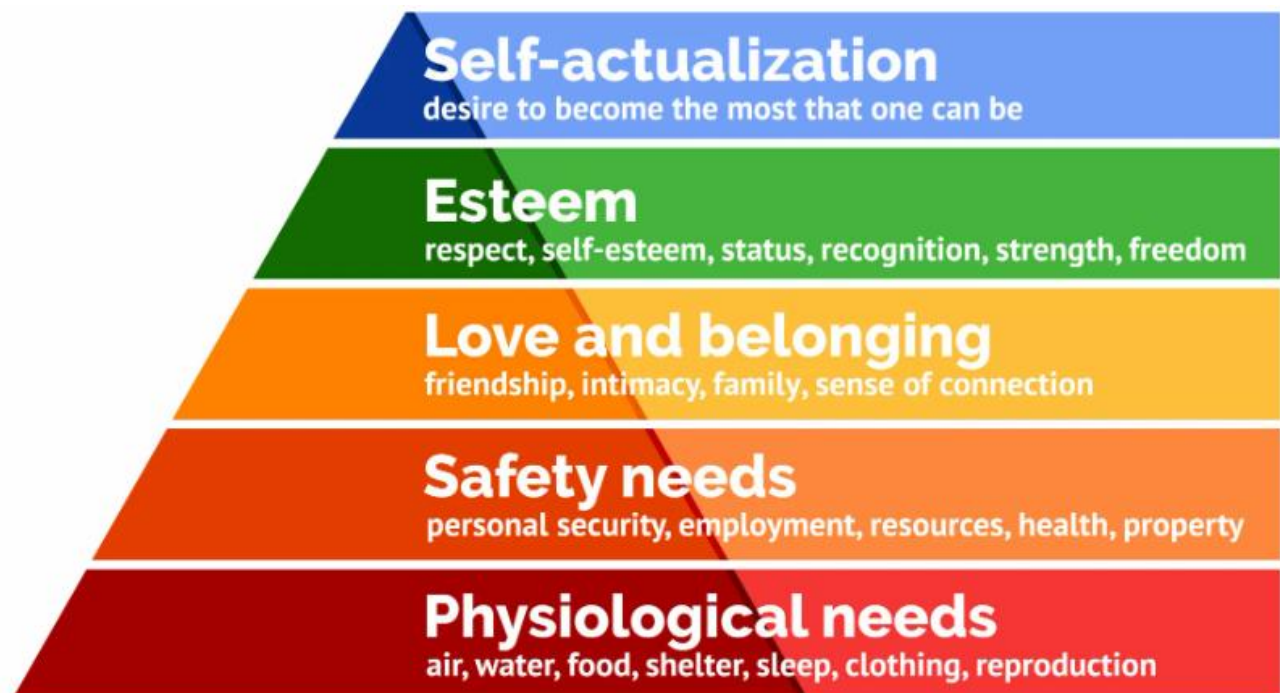 Self-actualization
desire to become the most that one can be
Esteem
respect, self-esteem, status, recognition, strength, freedom
Love and belonging
friendship, intimacy, family, sense of connection
Safety needs
personal security, employment, resources, health, property
Physiological needs
air, water, food, shelter, sleep, clothing, reproduction